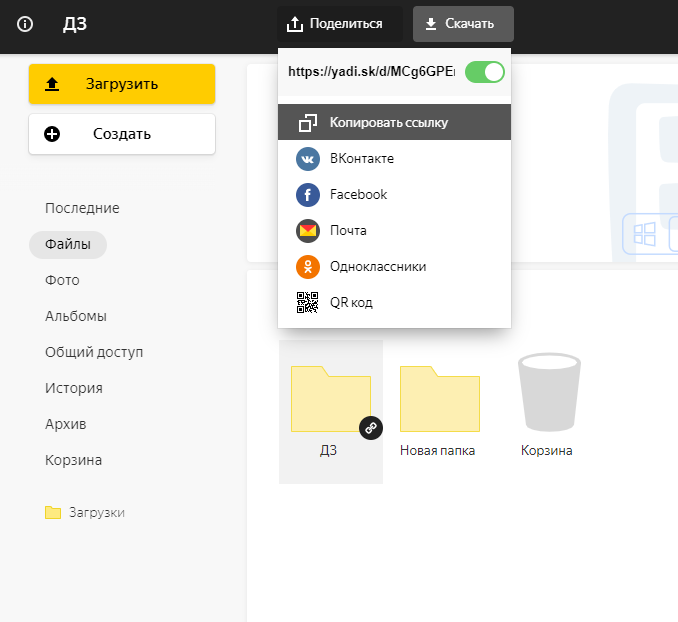 ДЗ
Поделиться
Скачать
https://yadi.sk/d/MCg6GPE
Загрузить
Создать
Копировать ссылку
ВКонтакте
Facebook
Почта
Одноклассники
QR код
Последние
Файлы
Фото
Альбомы
Общий доступ
История
Архив
Корзина
Загрузки
ДЗ
Новая папка
Корзина